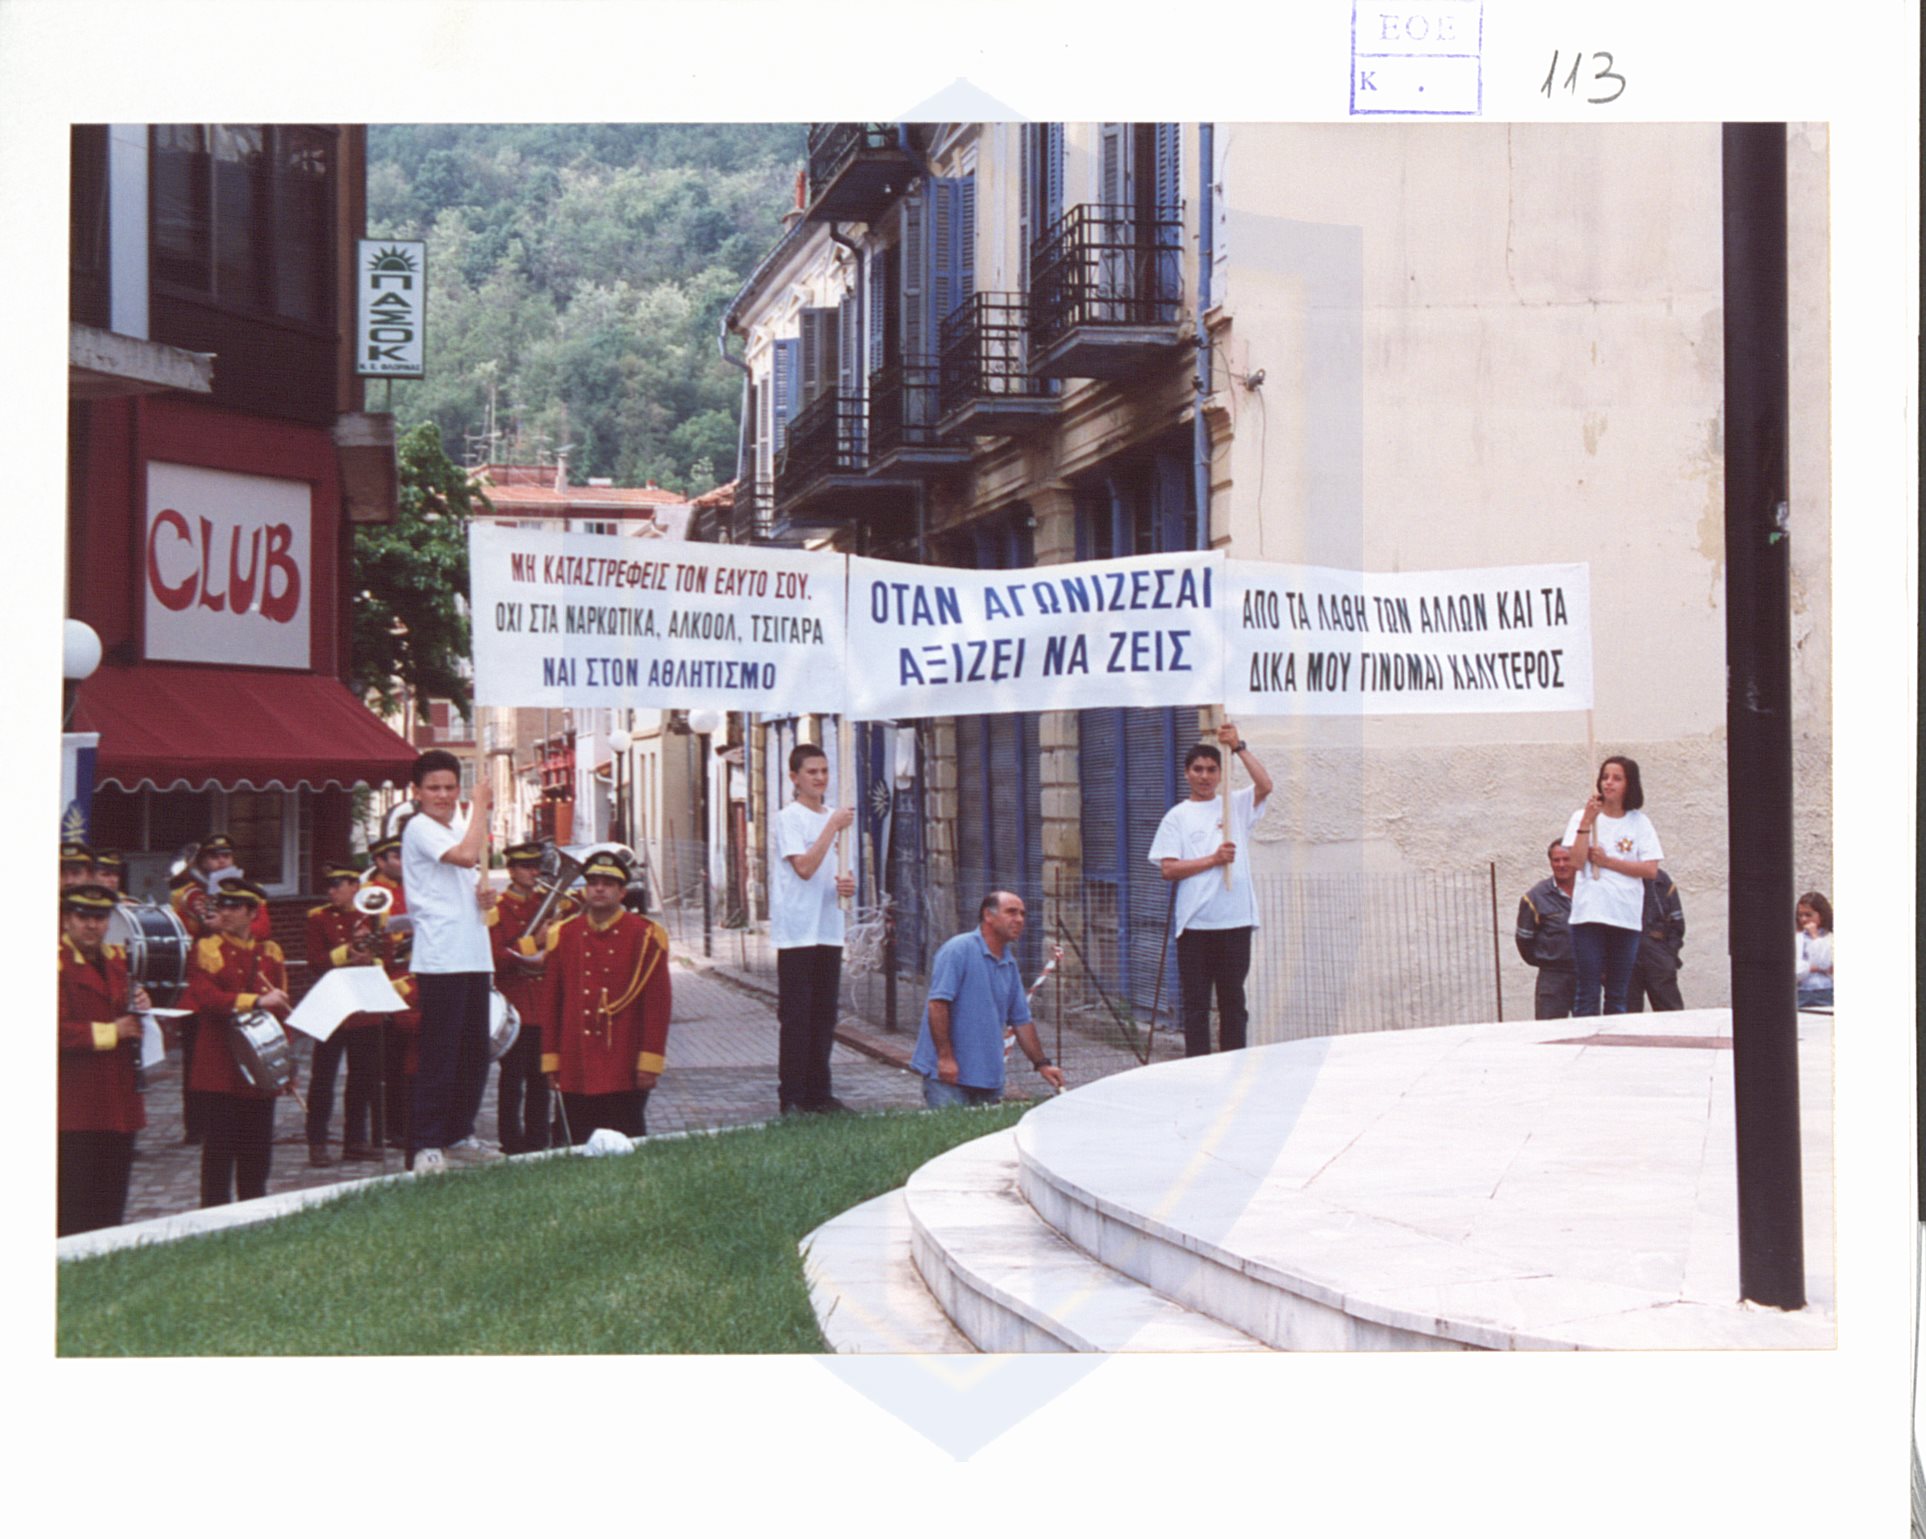 ΕΟΕ
Κ .
113
ΠΑΣΟΚ
Ν. Ε. ΦΛΩΡΙΝΑΣ
CLUB
ΜΗ ΚΑΤΑΣΤΡΕΦΕΙΣ ΤΟΝ ΕΑΥΤΟ ΣΟΥ.
ΟΧΙ ΣΤΑ ΝΑΡΚΩΤΙΚΑ, ΑΛΚΟΟΛ, ΤΣΙΓΑΡΑ
ΝΑΙ ΣΤΟΝ ΑΘΛΗΤΙΣΜΟ
ΟΤΑΝ ΑΓΩΝΙΖΕΣΑΙ
ΑΞΙΖΕΙ ΝΑ ΖΕΙΣ
ΑΠΟ ΤΑ ΛΑΘΗ ΤΩΝ ΑΛΛΩΝ ΚΑΙ ΤΑ
ΔΙΚΑ ΜΟΥ ΓΙΝΟΜΑΙ ΚΑΛΥΤΕΡΟΣ